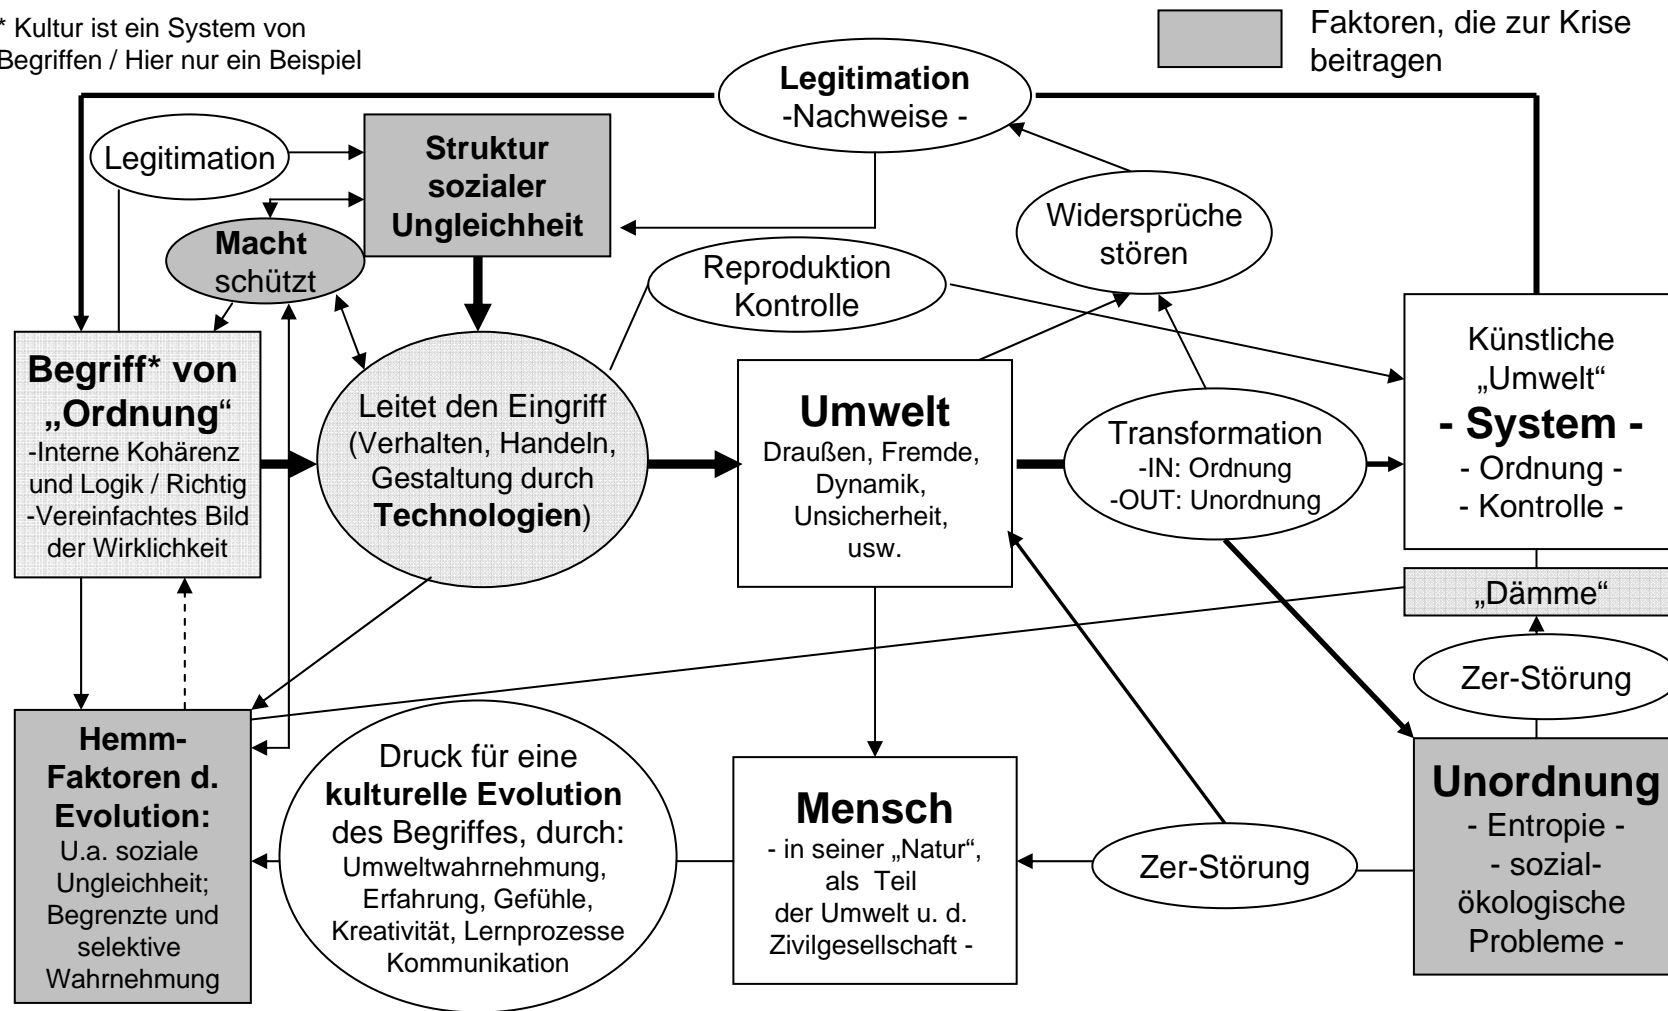 * Kultur ist ein System von
Begriffen / Hier nur ein Beispiel
Faktoren, die zur Krise
beitragen
Legitimation
-Nachweise -
Legitimation
Struktur
sozialer
Ungleichheit
Macht
schützt
Reproduktion
Kontrolle
Widersprüche
stören
Begriff* von
„Ordnung“
-Interne Kohärenz
und Logik / Richtig
-Vereinfachtes Bild
der Wirklichkeit
Leitet den Eingriff
(Verhalten, Handeln,
Gestaltung durch
Technologien)
Umwelt
Draußen, Fremde,
Dynamik,
Unsicherheit,
usw.
Transformation
-IN: Ordnung
-OUT: Unordnung
Künstliche
„Umwelt“
- System -
- Ordnung -
- Kontrolle -
„Dämme“
Zer-Störung
Hemm-
Faktoren d.
Evolution:
U.a. soziale
Ungleichheit;
Begrenzte und
selektive
Wahrnehmung
Druck für eine
kulturelle Evolution
des Begriffes, durch:
Umweltwahrnehmung,
Erfahrung, Gefühle,
Kreativität, Lernprozesse
Kommunikation
Mensch
- in seiner „Natur“,
als Teil
der Umwelt u. d.
Zivilgesellschaft -
Zer-Störung
Unordnung
- Entropie -
- sozial-
ökologische
Probleme -